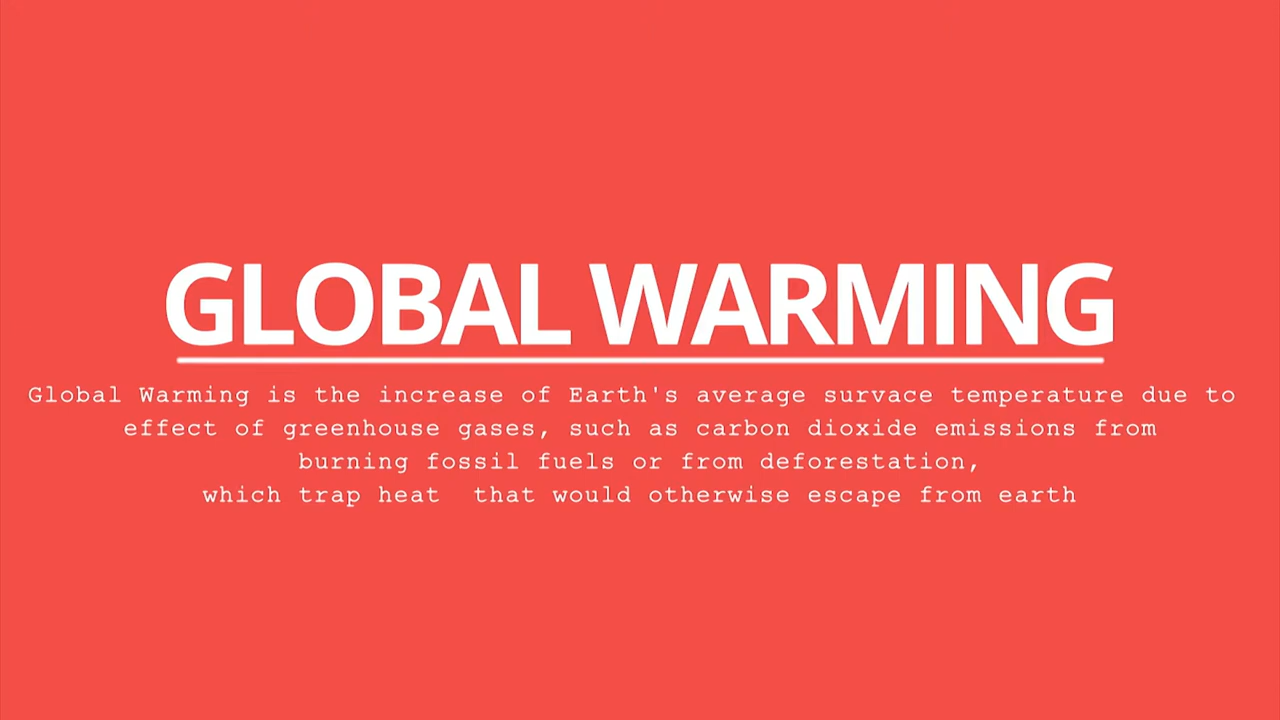 GLOBAL WARMING
Global Warming is the increase of Earth's average survace temperature due to
effect of greenhouse gases, such as carbon dioxide emissions from
burning fossil fuels or from deforestation,
which trap heat  that would otherwise escape from earth